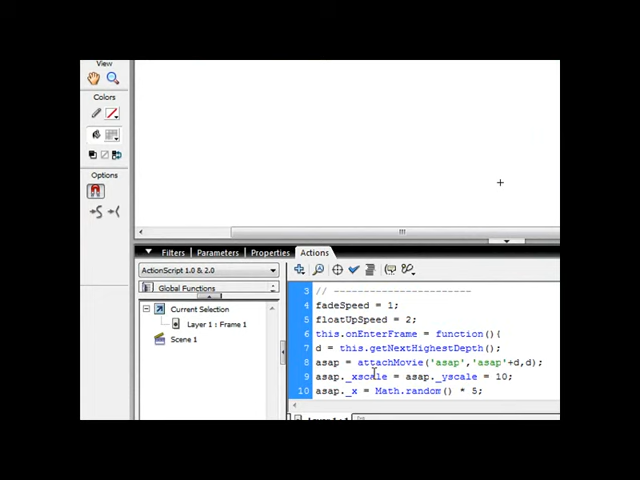 View
Colors
Options
Filters
Parameters
Properties
Actions
ActionScript 1.0 & 2.0
Global Functions
Current Selection
Layer 1 : Frame 1
Scene 1
3 // -----------------------
4 fadeSpeed = 1;
5 floatUpSpeed = 2;
6 this.onEnterFrame = function(){
7 d = this.getNextHighestDepth();
8 asap = attachMovie('asap','asap'+d,d);
9 asap._xscale = asap._yscale = 10;
10 asap._x = Math.random() * 5;